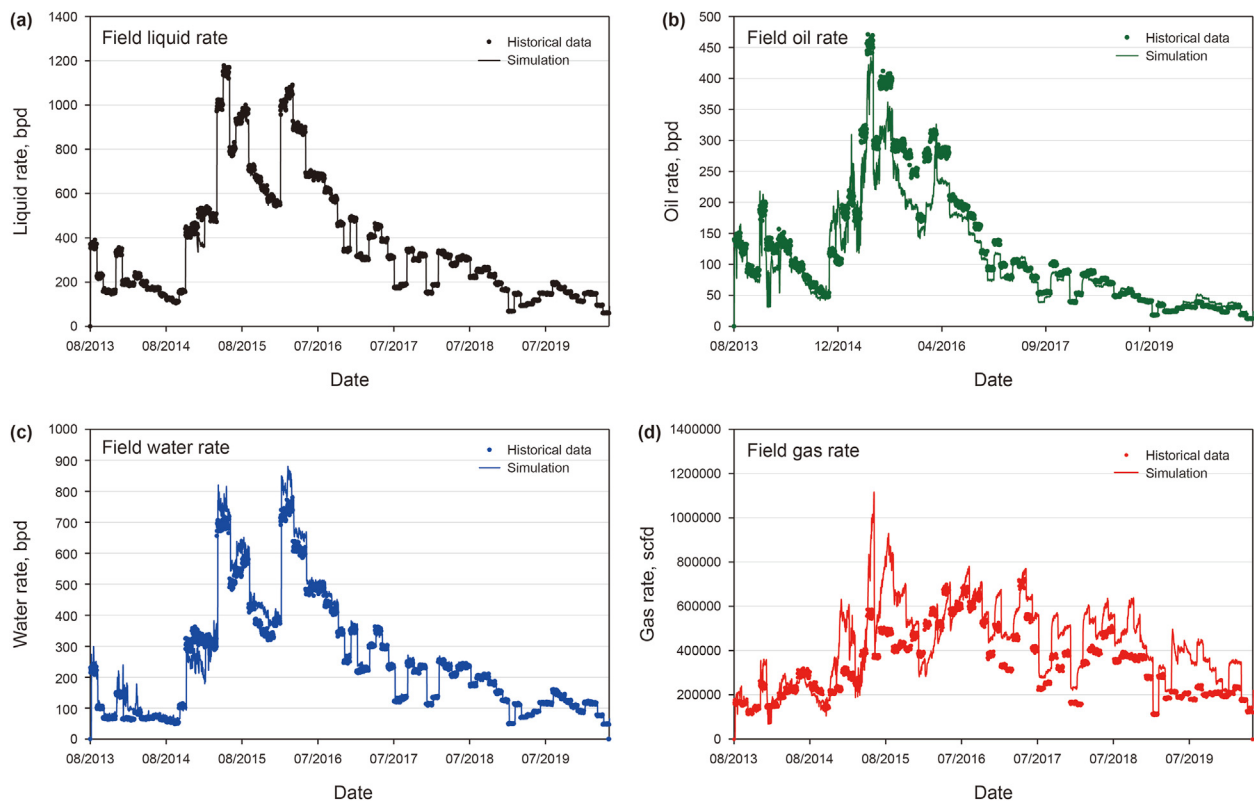 (a)
Field liquid rate
Historical data
Simulation
Liquid rate, bpd
1400
1200
1000
800
600
400
200
0
08/2013
08/2014
08/2015
07/2016
07/2017
07/2018
07/2019
Date
(b)
Field oil rate
Historical data
Simulation
Oil rate, bpd
500
450
400
350
300
250
200
150
100
50
0
08/2013
12/2014
04/2016
09/2017
01/2019
Date
(c)
Field water rate
Historical data
Simulation
Water rate, bpd
1000
900
800
700
600
500
400
300
200
100
0
08/2013
08/2014
08/2015
07/2016
07/2017
07/2018
07/2019
Date
(d)
Field gas rate
Historical data
Simulation
Gas rate, scfd
1400000
1200000
1000000
800000
600000
400000
200000
0
08/2013
08/2014
08/2015
07/2016
07/2017
07/2018
07/2019
Date